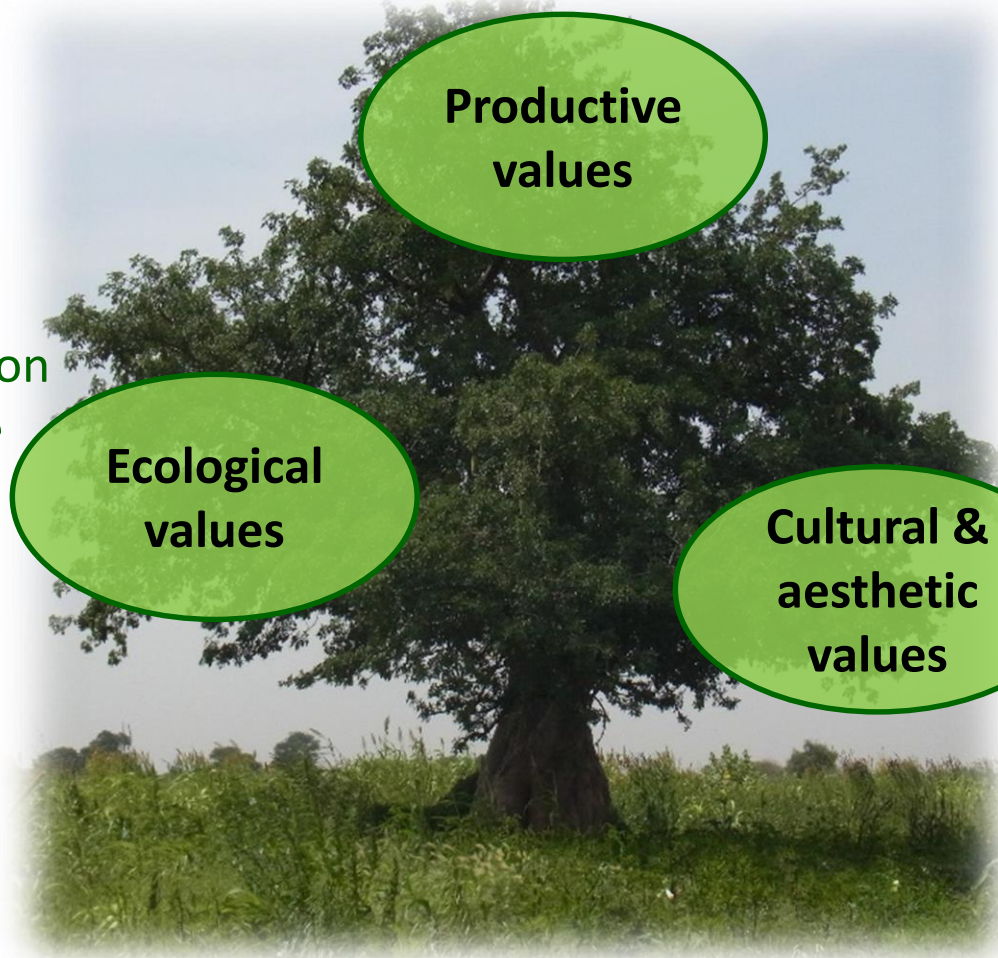 Productive
values
on
Ecological
values
Cultural &
aesthetic
values